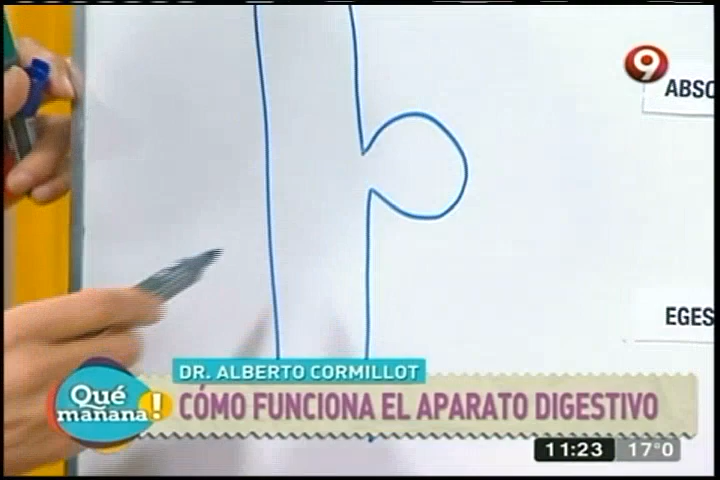 9
ABSO
EGES
DR. ALBERTO CORMILLOT
Qué mañana!
CÓMO FUNCIONA EL APARATO DIGESTIVO
11:23 17°0